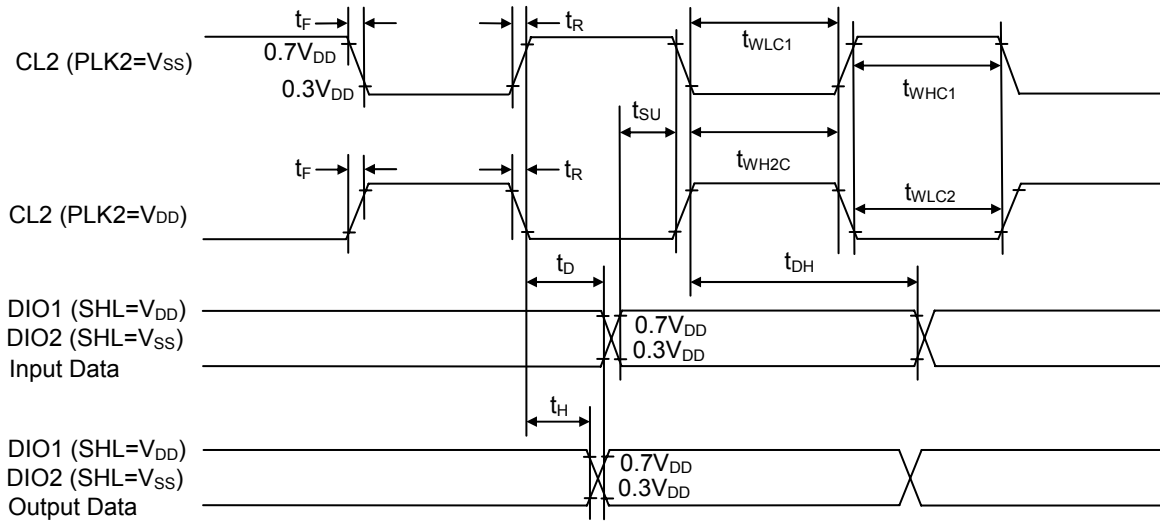 tF
tR
tWLC1
CL2 (PLK2=VSS)
0.7VDD
0.3VDD
tWHC1
tSU
tF
tR
tWH2C
CL2 (PLK2=VDD)
tWLC2
tD
tDH
DIO1 (SHL=VDD)
DIO2 (SHL=VSS)
Input Data
0.7VDD
0.3VDD
tH
DIO1 (SHL=VDD)
DIO2 (SHL=VSS)
Output Data
0.7VDD
0.3VDD